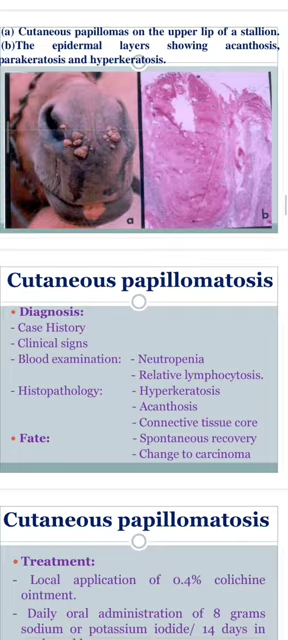 (a) Cutaneous papillomas on the upper lip of a stallion.
(b)The epidermal layers showing acanthosis,
parakeratosis and hyperkeratosis.
a
b
Cutaneous papillomatosis
• Diagnosis:
- Case History
- Clinical signs
- Blood examination: - Neutropenia
- Relative lymphocytosis.
- Histopathology: - Hyperkeratosis
- Acanthosis
- Connective tissue core
• Fate: - Spontaneous recovery
- Change to carcinoma
Cutaneous papillomatosis
• Treatment:
- Local application of 0.4% colichine
ointment.
- Daily oral administration of 8 grams
sodium or potassium iodide/ 14 days in